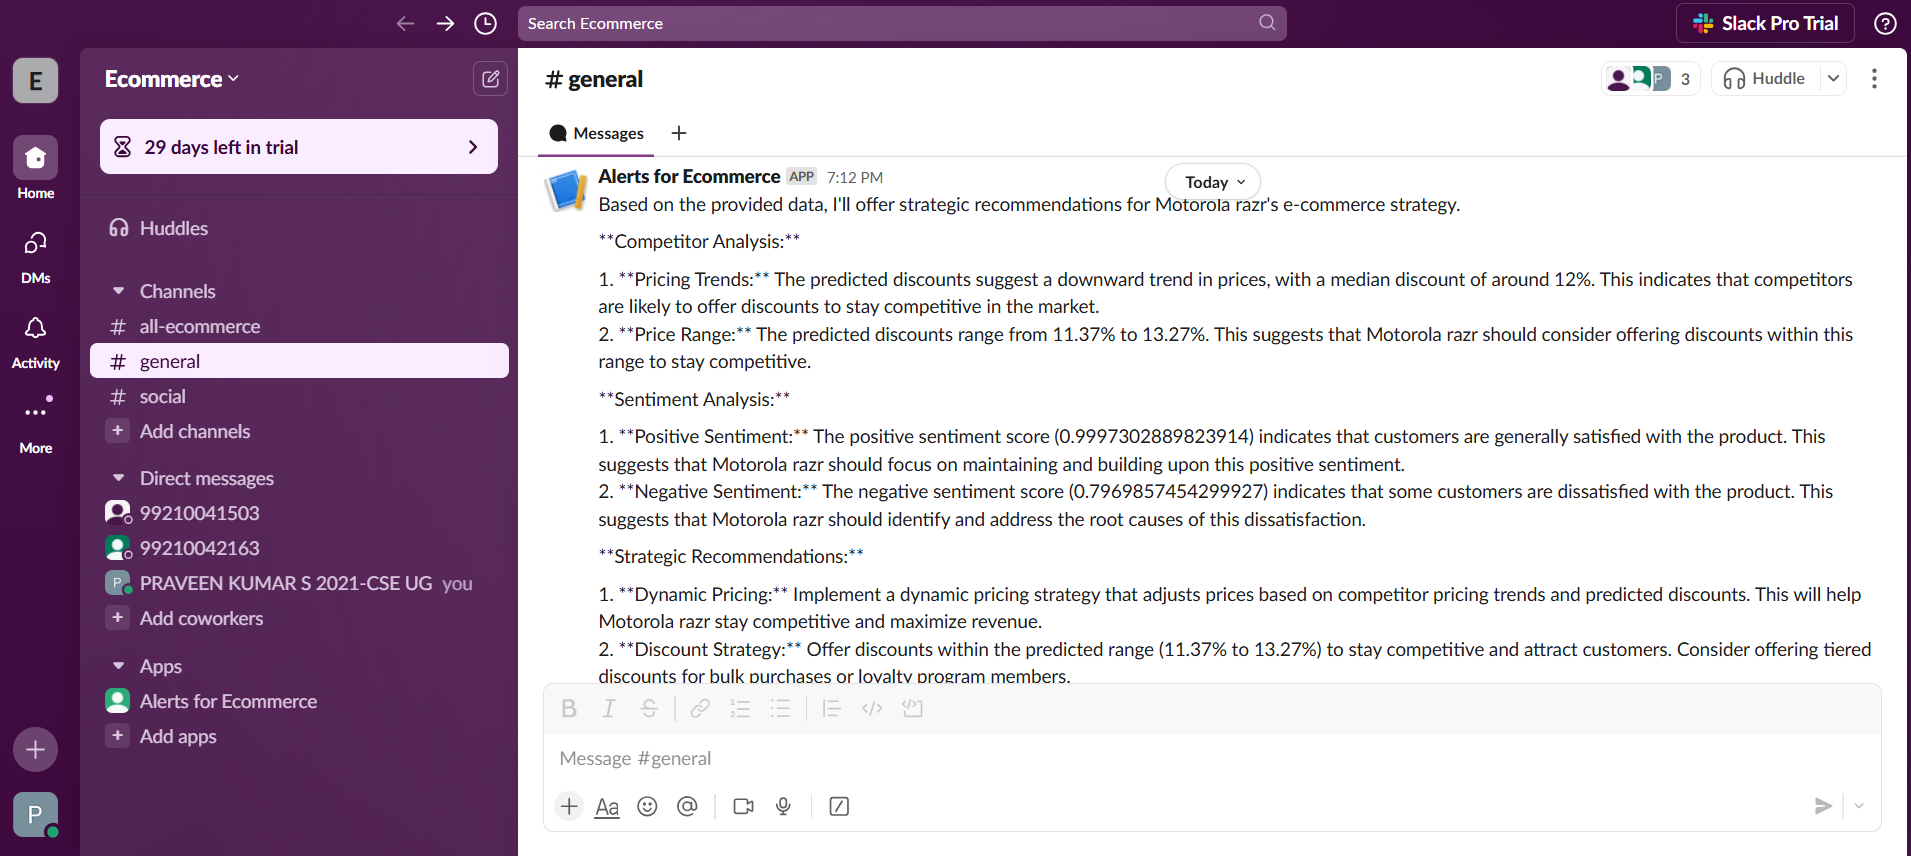 Search Ecommerce
Slack Pro Trial
E
Ecommerce
29 days left in trial
Home
DMs
Activity
More
Huddles
Channels
# all-ecommerce
# general
# social
+ Add channels
Direct messages
99210041503
99210042163
P PRAVEEN KUMAR S 2021-CSE UG you
+ Add coworkers
Apps
Alerts for Ecommerce
+ Add apps
P
# general
P 3
Huddle
Messages +
Today
Alerts for Ecommerce APP 7:12 PM
Based on the provided data, I'll offer strategic recommendations for Motorola razr's e-commerce strategy.
**Competitor Analysis:**
1. **Pricing Trends:** The predicted discounts suggest a downward trend in prices, with a median discount of around 12%. This indicates that competitors
are likely to offer discounts to stay competitive in the market.
2. **Price Range:** The predicted discounts range from 11.37% to 13.27%. This suggests that Motorola razr should consider offering discounts within this
range to stay competitive.
**Sentiment Analysis:**
1. **Positive Sentiment:** The positive sentiment score (0.9997302889823914) indicates that customers are generally satisfied with the product. This
suggests that Motorola razr should focus on maintaining and building upon this positive sentiment.
2. **Negative Sentiment:** The negative sentiment score (0.7969857454299927) indicates that some customers are dissatisfied with the product. This
suggests that Motorola razr should identify and address the root causes of this dissatisfaction.
**Strategic Recommendations:**
1. **Dynamic Pricing:** Implement a dynamic pricing strategy that adjusts prices based on competitor pricing trends and predicted discounts. This will help
Motorola razr stay competitive and maximize revenue.
2. **Discount Strategy:** Offer discounts within the predicted range (11.37% to 13.27%) to stay competitive and attract customers. Consider offering tiered
discounts for bulk purchases or loyalty program members.
B I S
Message #general
+ Aa @